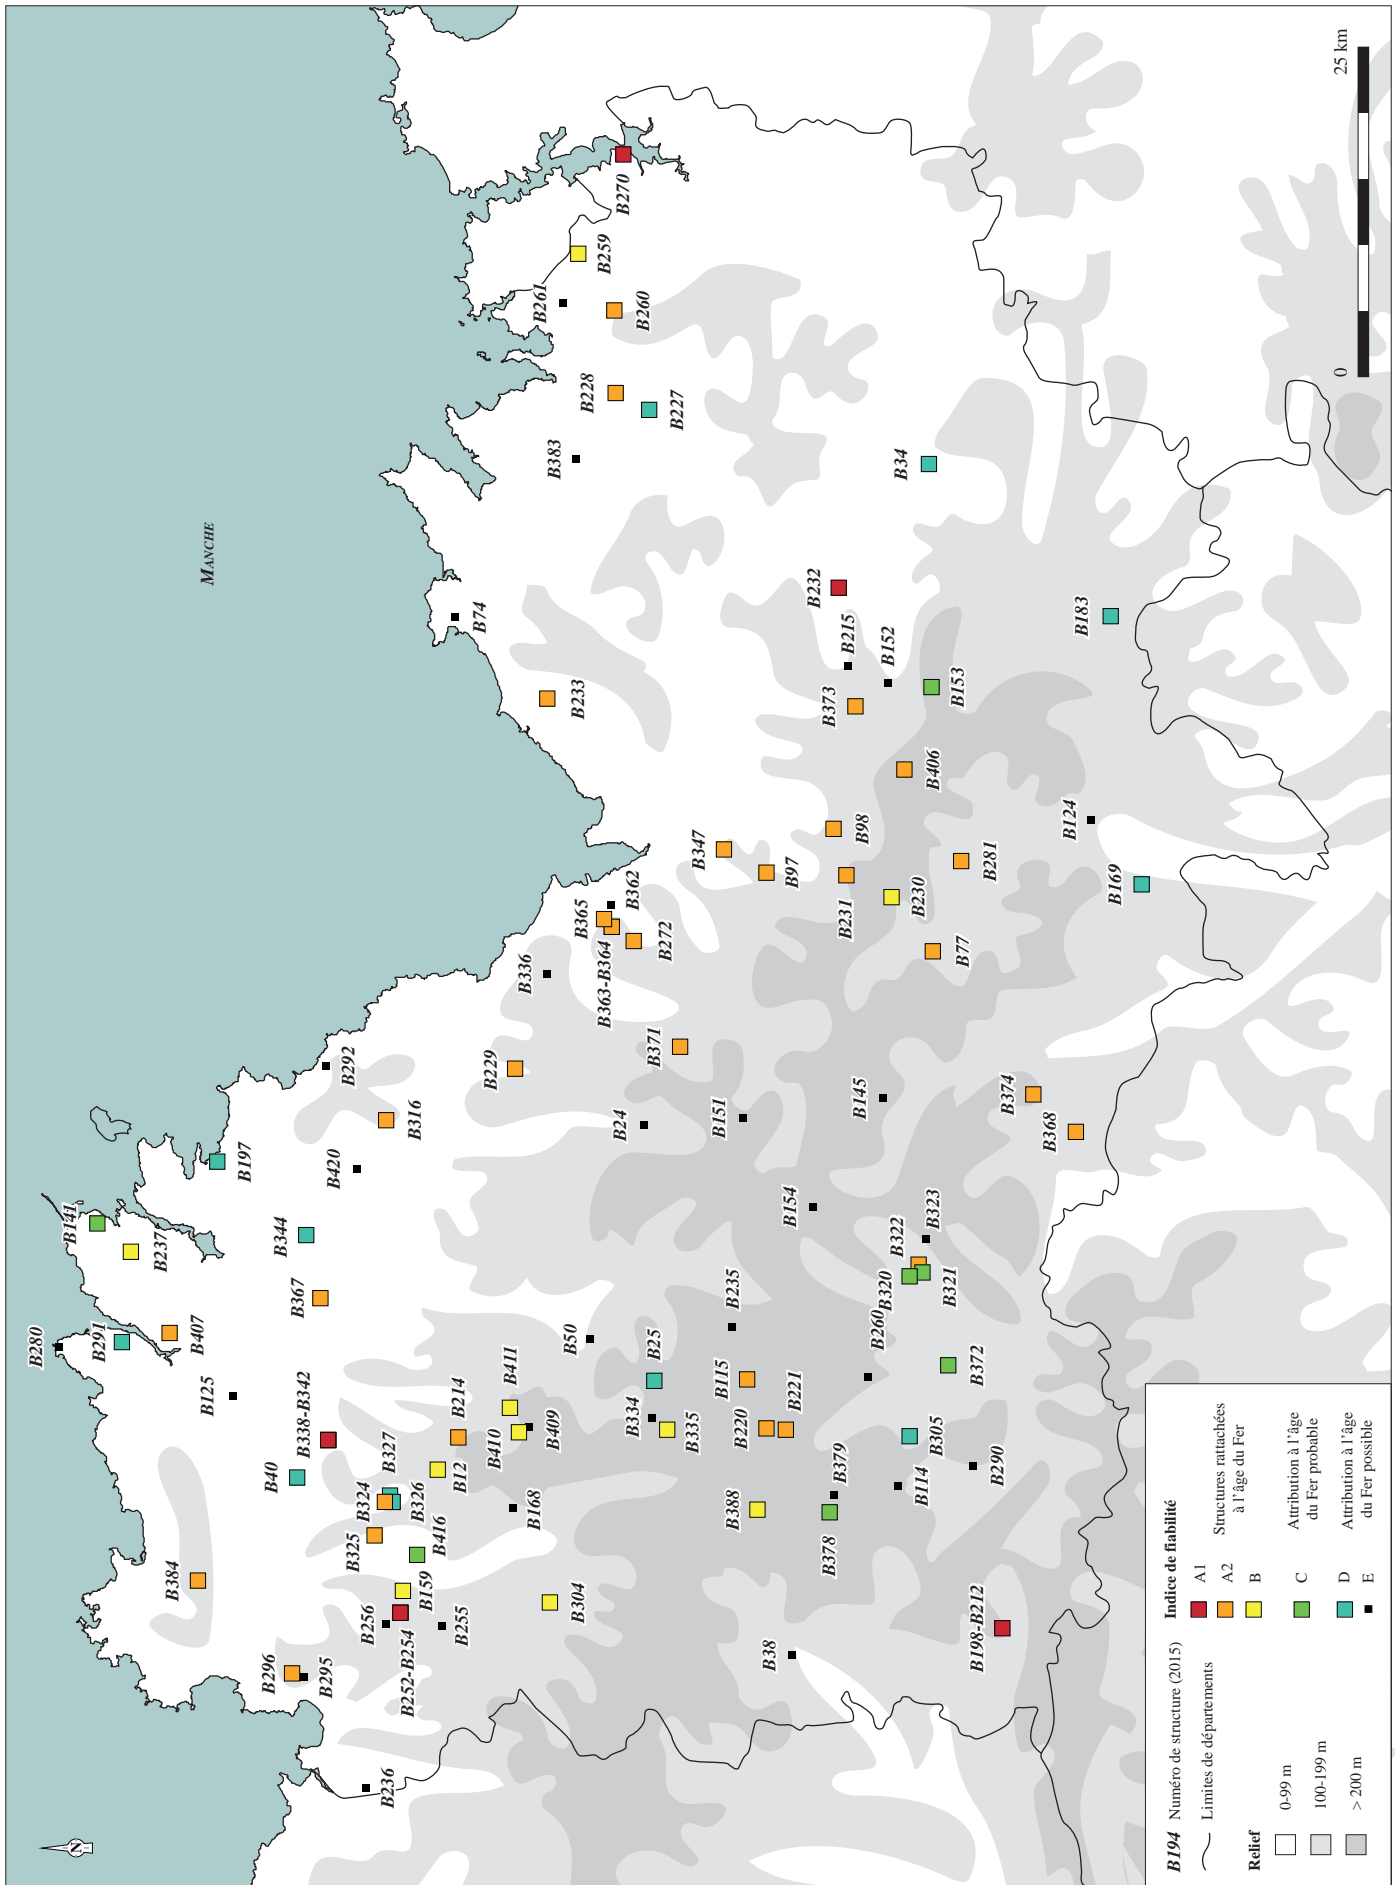 MANCHE
N
B280
B141
B237
B291
B407
B197
B125
B344
B367
B292
B316
B420
B384
B40
B338-B342
B327
B324
B326
B325
B416
B214
B12
B411
B410
B409
B168
B296
B295
B256
B252-B254
B159
B255
B304
B236
B38
B198-B212
B388
B378
B379
B114
B290
B305
B372
B260
B220
B221
B115
B235
B25
B334
B335
B50
B24
B151
B154
B145
B320
B322
B321
B323
B374
B368
B371
B229
B336
B365
B362
B363-B364
B272
B347
B97
B98
B231
B230
B77
B281
B406
B373
B153
B152
B215
B232
B124
B169
B183
B34
B233
B74
B383
B228
B227
B260
B261
B259
B270
0
25 km
B194 Numéro de structure (2015)
Limites de départements
Relief
0-99 m
100-199 m
> 200 m
Indice de fiabilité
A1
A2
B
Structures rattachées
à l'âge du Fer
C
Attribution à l'âge
du Fer probable
D
E
Attribution à l'âge
du Fer possible